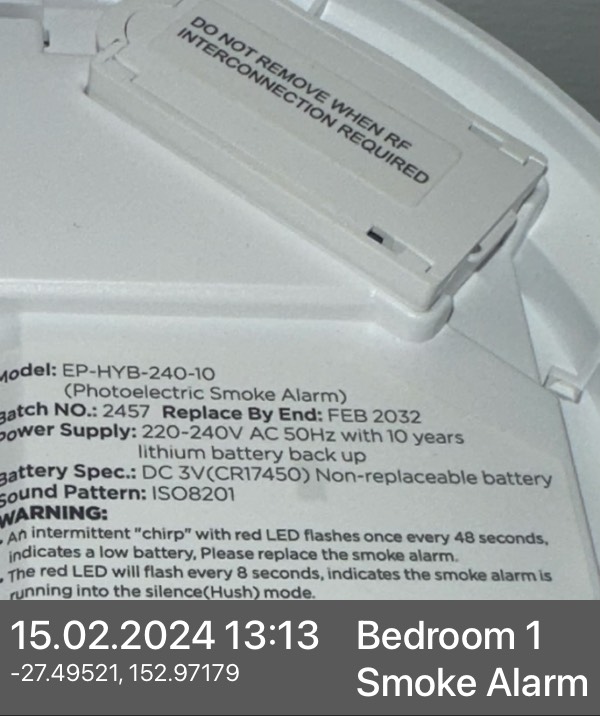 DO NOT REMOVE WHEN RF
INTERCONNECTION REQUIRED
Model: EP-HYB-240-10
(Photoelectric Smoke Alarm)
Batch NO.: 2457 Replace By End: FEB 2032
Power Supply: 220-240V AC 50Hz with 10 years
lithium battery back up
Battery Spec.: DC 3V(CR17450) Non-replaceable battery
Sound Pattern: ISO8201
WARNING:
. An intermittent “chirp” with red LED flashes once every 48 seconds,
indicates a low battery, Please replace the smoke alarm.
. The red LED will flash every 8 seconds, indicates the smoke alarm is
running into the silence(Hush) mode.
15.02.2024 13:13
-27.49521, 152.97179
Bedroom 1
Smoke Alarm